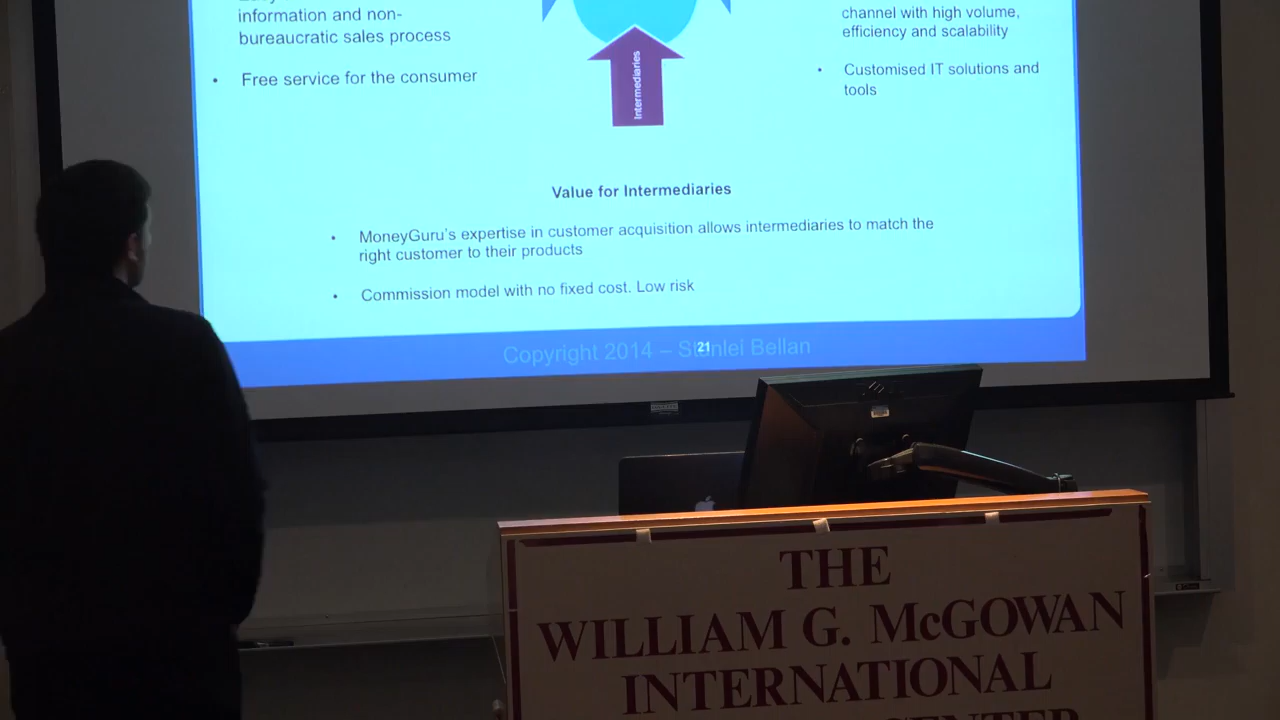 information and non-
bureaucratic sales process
• Free service for the consumer
channel with high volume,
efficiency and scalability
• Customised IT solutions and
tools
Intermediaries
Value for Intermediaries
• MoneyGuru's expertise in customer acquisition allows intermediaries to match the
right customer to their products
• Commission model with no fixed cost. Low risk
Copyright 2014 – Stanlel Bellan
21
THE
WILLIAM G. McGOWAN
INTERNATIONAL
CENTER